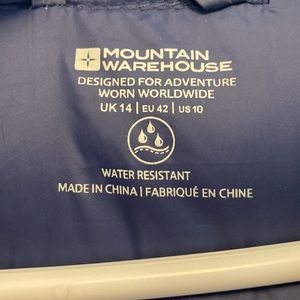 MOUNTAIN
WAREHOUSE
DESIGNED FOR ADVENTURE
WORN WORLDWIDE
UK 14 | EU 42 | US 10
WATER RESISTANT
MADE IN CHINA | FABRIQUÉ EN CHINE